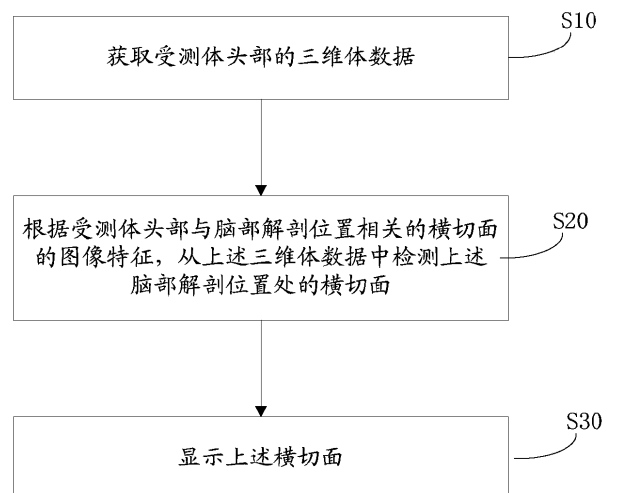 S10
获取受测体头部的三维体数据
S20
根据受测体头部与脑部解剖位置相关的横切面
的图像特征，从上述三维体数据中检测上述
脑部解剖位置处的横切面
S30
显示上述横切面